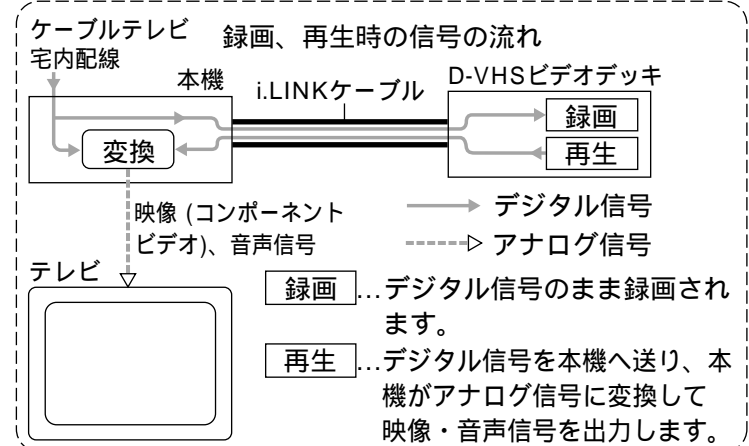 ケーブルテレビ
宅内配線
録画、再生時の信号の流れ
本機
i.LINKケーブル
D-VHSビデオデッキ
変換
録画
再生
映像 (コンポーネント
ビデオ)、音声信号
デジタル信号
アナログ信号
テレビ
録画…デジタル信号のまま録画され
ます。
再生…デジタル信号を本機へ送り、本
機がアナログ信号に変換して
映像・音声信号を出力します。